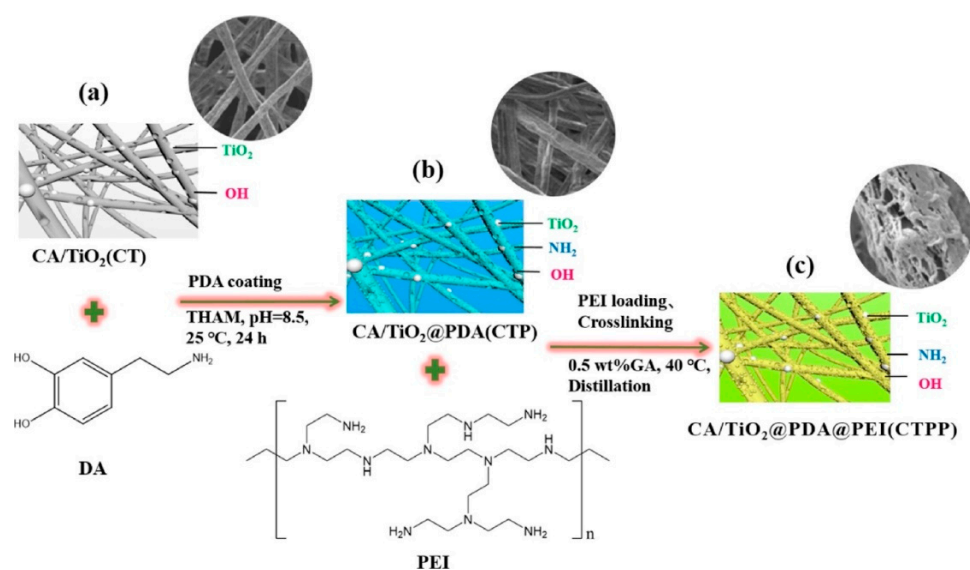 (a)
TiO2
OH
CA/TiO2(CT)
HO
HO
NH2
DA
PDA coating
THAM, pH=8.5,
25 °C, 24 h
(b)
TiO2
NH2
OH
CA/TiO2@PDA(CTP)
NH2
H
N
NH2
N
N
H
N
N
N
H
N
H2N
NH2
n
PEI
PEI loading、
Crosslinking
0.5 wt%GA, 40 °C,
Distillation
(c)
TiO2
NH2
OH
CA/TiO2@PDA@PEI(CTPP)